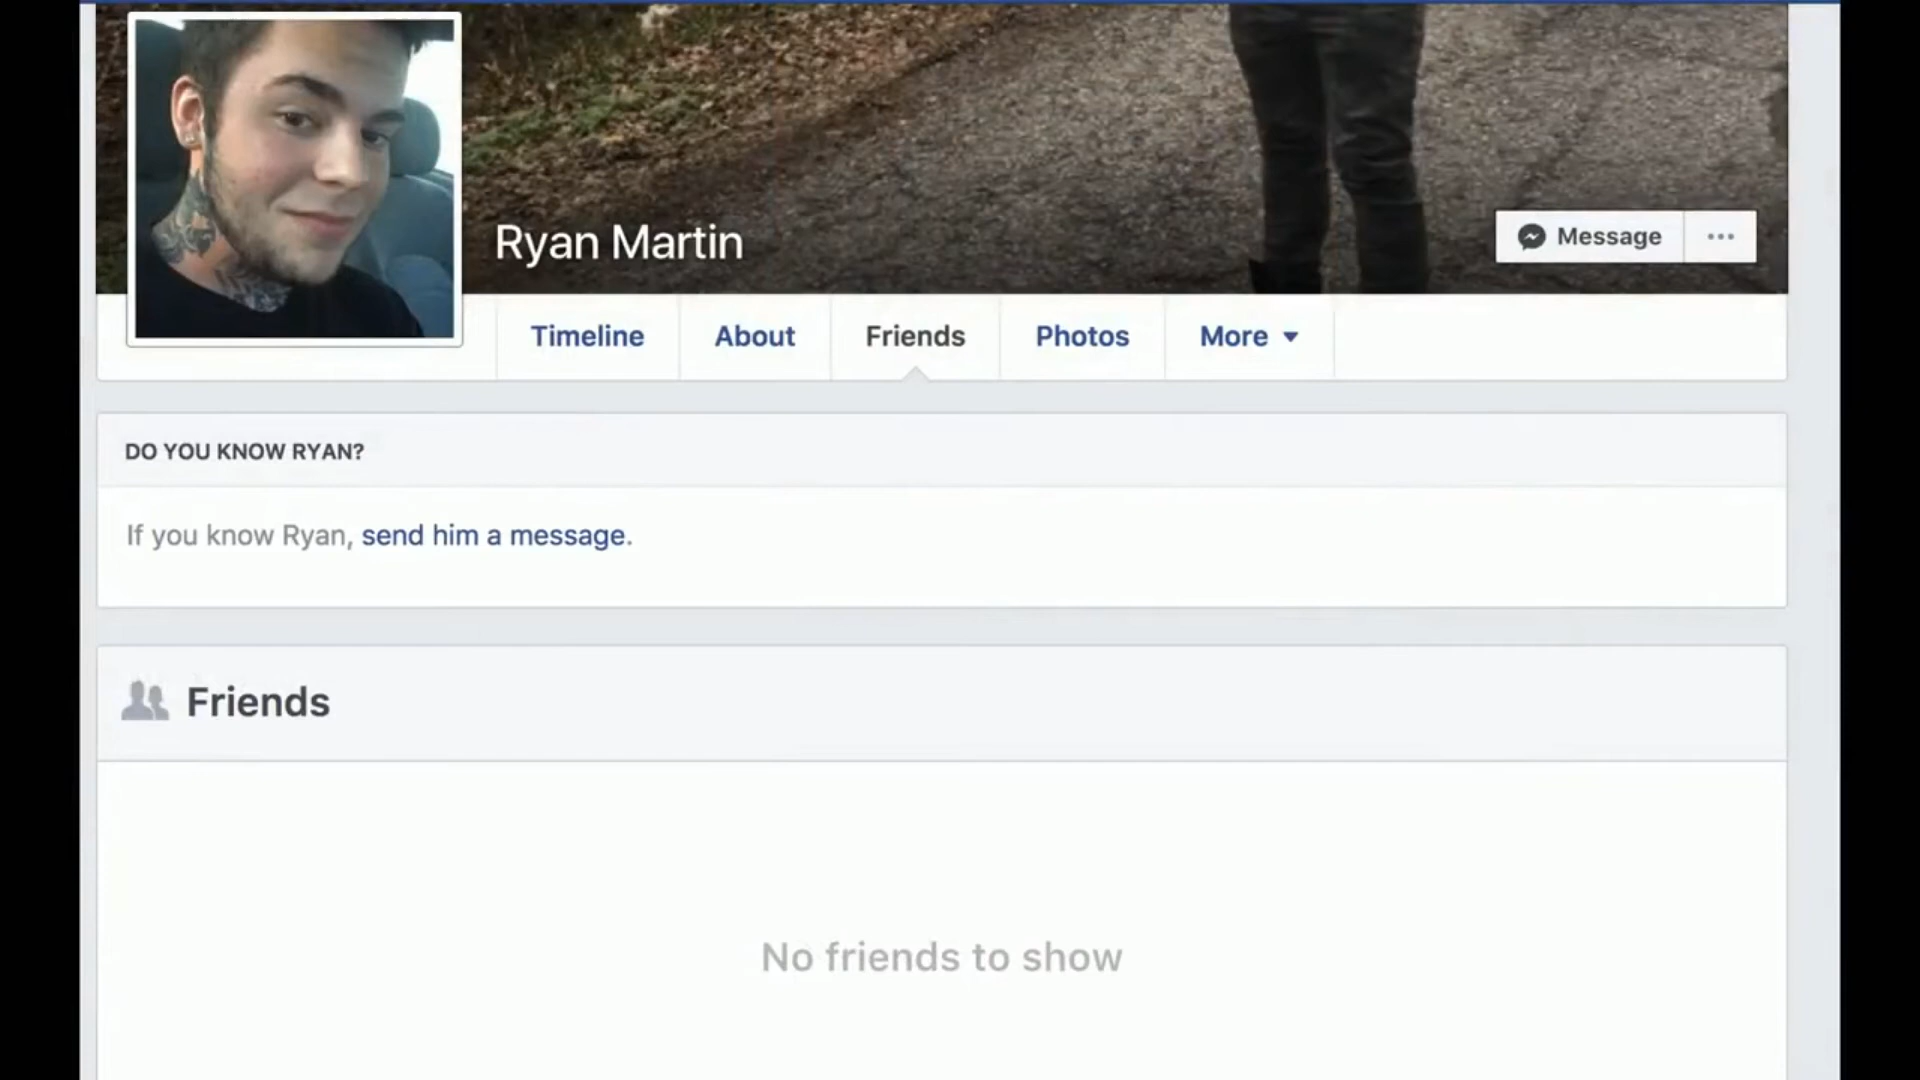 Ryan Martin
Message
Timeline
About
Friends
Photos
More
DO YOU KNOW RYAN?
If you know Ryan, send him a message.
Friends
No friends to show